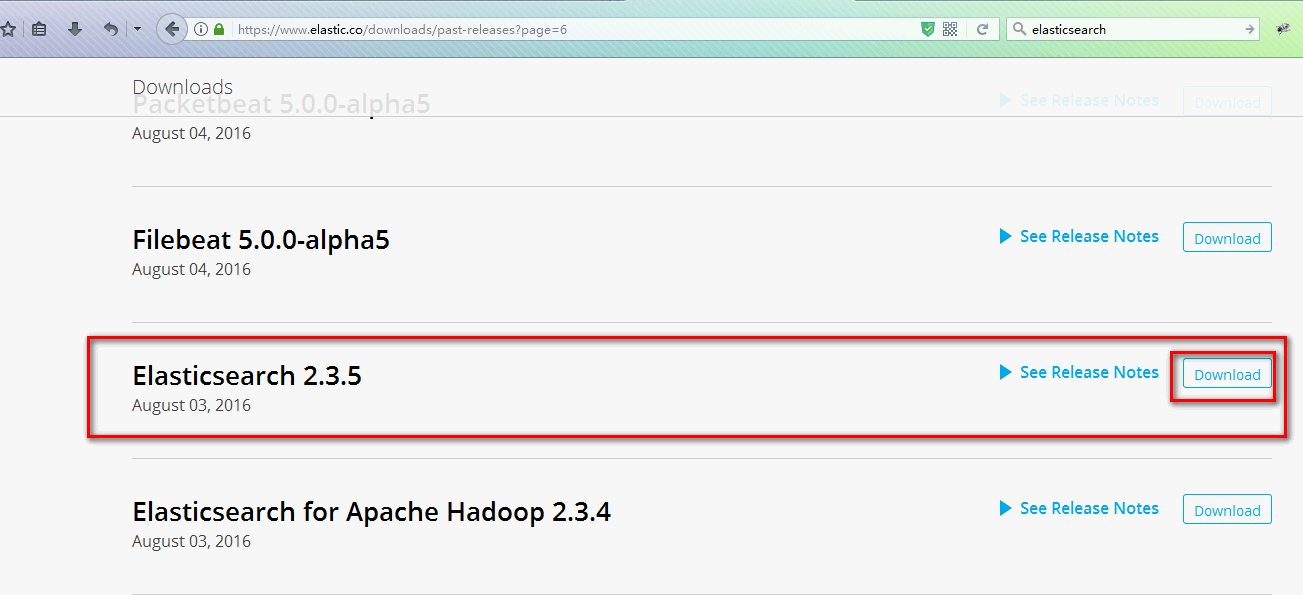 https://www.elastic.co/downloads/past-releases?page=6
elasticsearch
Downloads
Packetbeat 5.0.0-alpha5
See Release Notes
Download
August 04, 2016
Filebeat 5.0.0-alpha5
See Release Notes
Download
August 04, 2016
Elasticsearch 2.3.5
See Release Notes
Download
August 03, 2016
Elasticsearch for Apache Hadoop 2.3.4
See Release Notes
Download
August 03, 2016